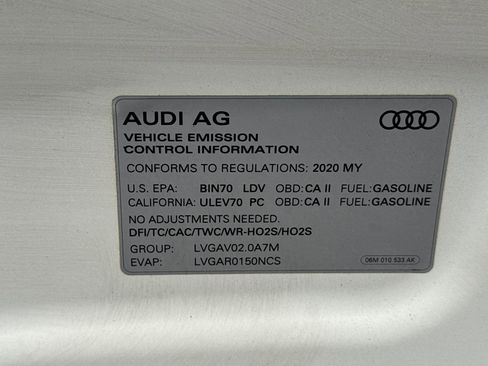 AUDI AG
VEHICLE EMISSION
CONTROL INFORMATION
CONFORMS TO REGULATIONS: 2020 MY
U.S. EPA: BIN70 LDV OBD:CA II FUEL:GASOLINE
CALIFORNIA: ULEV70 PC OBD:CA II FUEL:GASOLINE
NO ADJUSTMENTS NEEDED.
DFI/TC/CAC/TWC/WR-HO2S/HO2S
GROUP: LVGAV02.0A7M
EVAP: LVGAR0150NCS
06M 010 533 AK